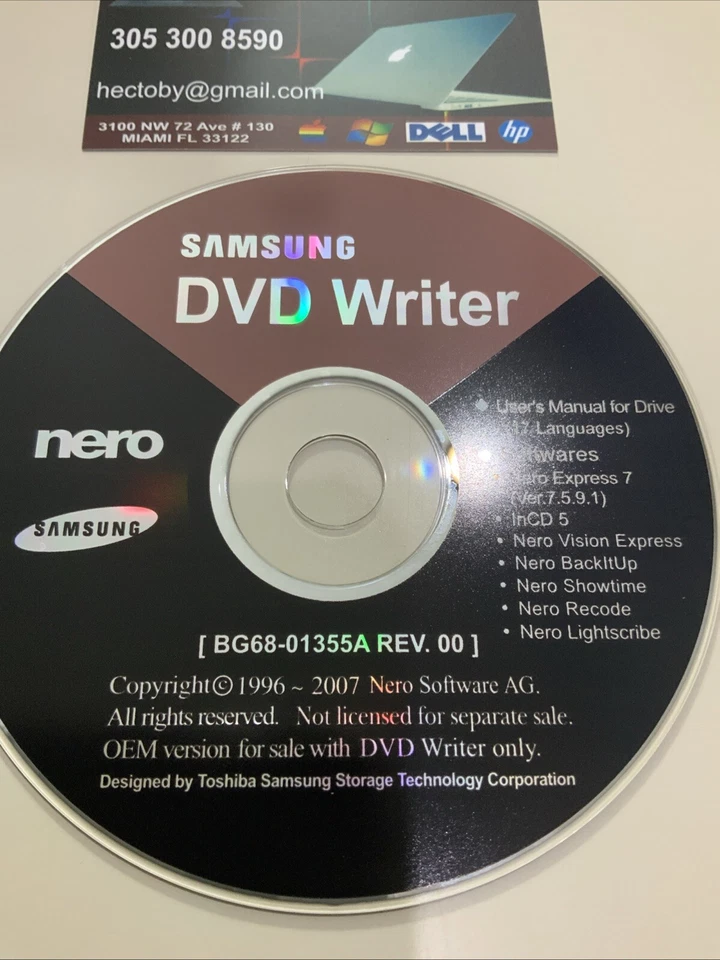 305 300 8590
hectoby@gmail.com
3100 NW 72 Ave # 130
MIAMI FL 33122
DELL
hp
SAMSUNG
DVD Writer
nero
SAMSUNG
User's Manual for Drive
(17 Languages)
Nero Express 7
(Ver.7.5.9.1)
• InCD 5
• Nero Vision Express
• Nero BackItUp
• Nero Showtime
• Nero Recode
• Nero Lightscribe
[ BG68-01355A REV. 00 ]
Copyright© 1996 ~ 2007 Nero Software AG.
All rights reserved. Not licensed for separate sale.
OEM version for sale with DVD Writer only.
Designed by Toshiba Samsung Storage Technology Corporation